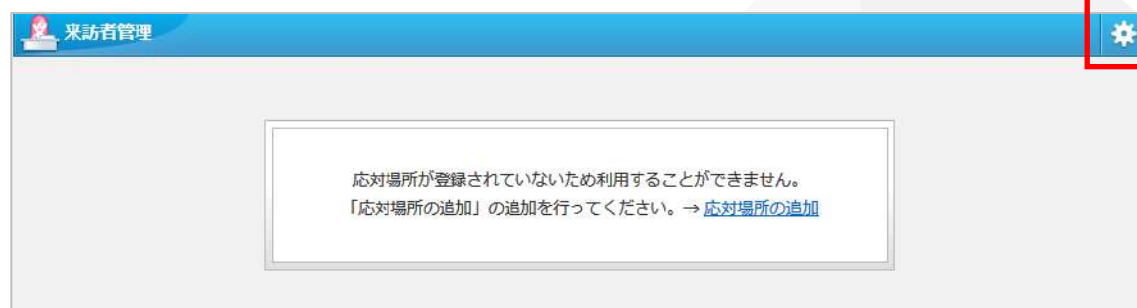 来訪者管理
応対場所が登録されていないため利用することができません。
「応対場所の追加」の追加を行ってください。→応対場所の追加